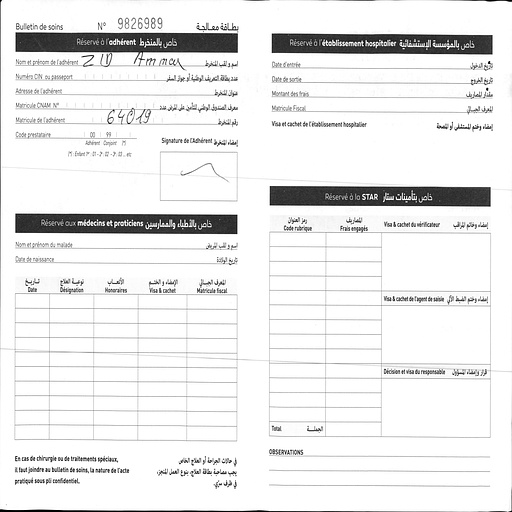 Bulletin de soins N° 9826989 بطاقة معالجة
Réservé à l'adhérent خاص بالمنخرط
Nom et prénom de l'adhérent ZID Ammar اسم و لقب المنخرط
Numéro CIN ou passeport عدد بطاقة التعريف الوطنية أو جواز السفر
Adresse de l'adhérent عنوان المنخرط
Matricule CNAM N° معرف الصندوق الوطني للتأمين على المرض عدد
Matricule de l'adhérent 64019 رقم المنخرط
Code prestataire 00 99 (*)
Adhérent Conjoint (*)
(*) : Enfant 1er : 01 - 2e : 02 - 3e : 03 ... etc
Signature de l'Adhérent إمضاء المنخرط
Réservé aux médecins et praticiens خاص بالأطباء والممارسين
Nom et prénom du malade اسم و لقب المريض
Date de naissance تاريخ الولادة
تاريخ نوعية العلاج الأتعاب الإمضاء و الختم المعرف الجبائي
Date Désignation Honoraires Visa & cachet Matricule fiscal
En cas de chirurgie ou de traitements spéciaux,
il faut joindre au bulletin de soins, la nature de l'acte
pratiqué sous pli confidentiel.
في حالات الجراحة أو العلاج الخاص
يجب مصاحبة بطاقة العلاج، بنوع العمل المنجز،
في ظرف سري.
Réservé à l'établissement hospitalier خاص بالمؤسسة الإستشفائية
Date d'entrée تاريخ الدخول
Date de sortie تاريخ الخروج
Montant des frais مقدار المصاريف
Matricule Fiscal المعرف الجبائي
Visa et cachet de l'établissement hospitalier إمضاء وختم المستشفى أو المصحة
Réservé à la STAR خاص بتأمينات ستار
رمز العنوان المصاريف
Code rubrique Frais engagés
Visa & cachet du vérificateur إمضاء وختم المراقب
Visa & cachet de l'agent de saisie إمضاء وختم الضبط الآلي
Décision et visa du responsable قرار وإمضاء المسؤول
Total الجملة
OBSERVATIONS